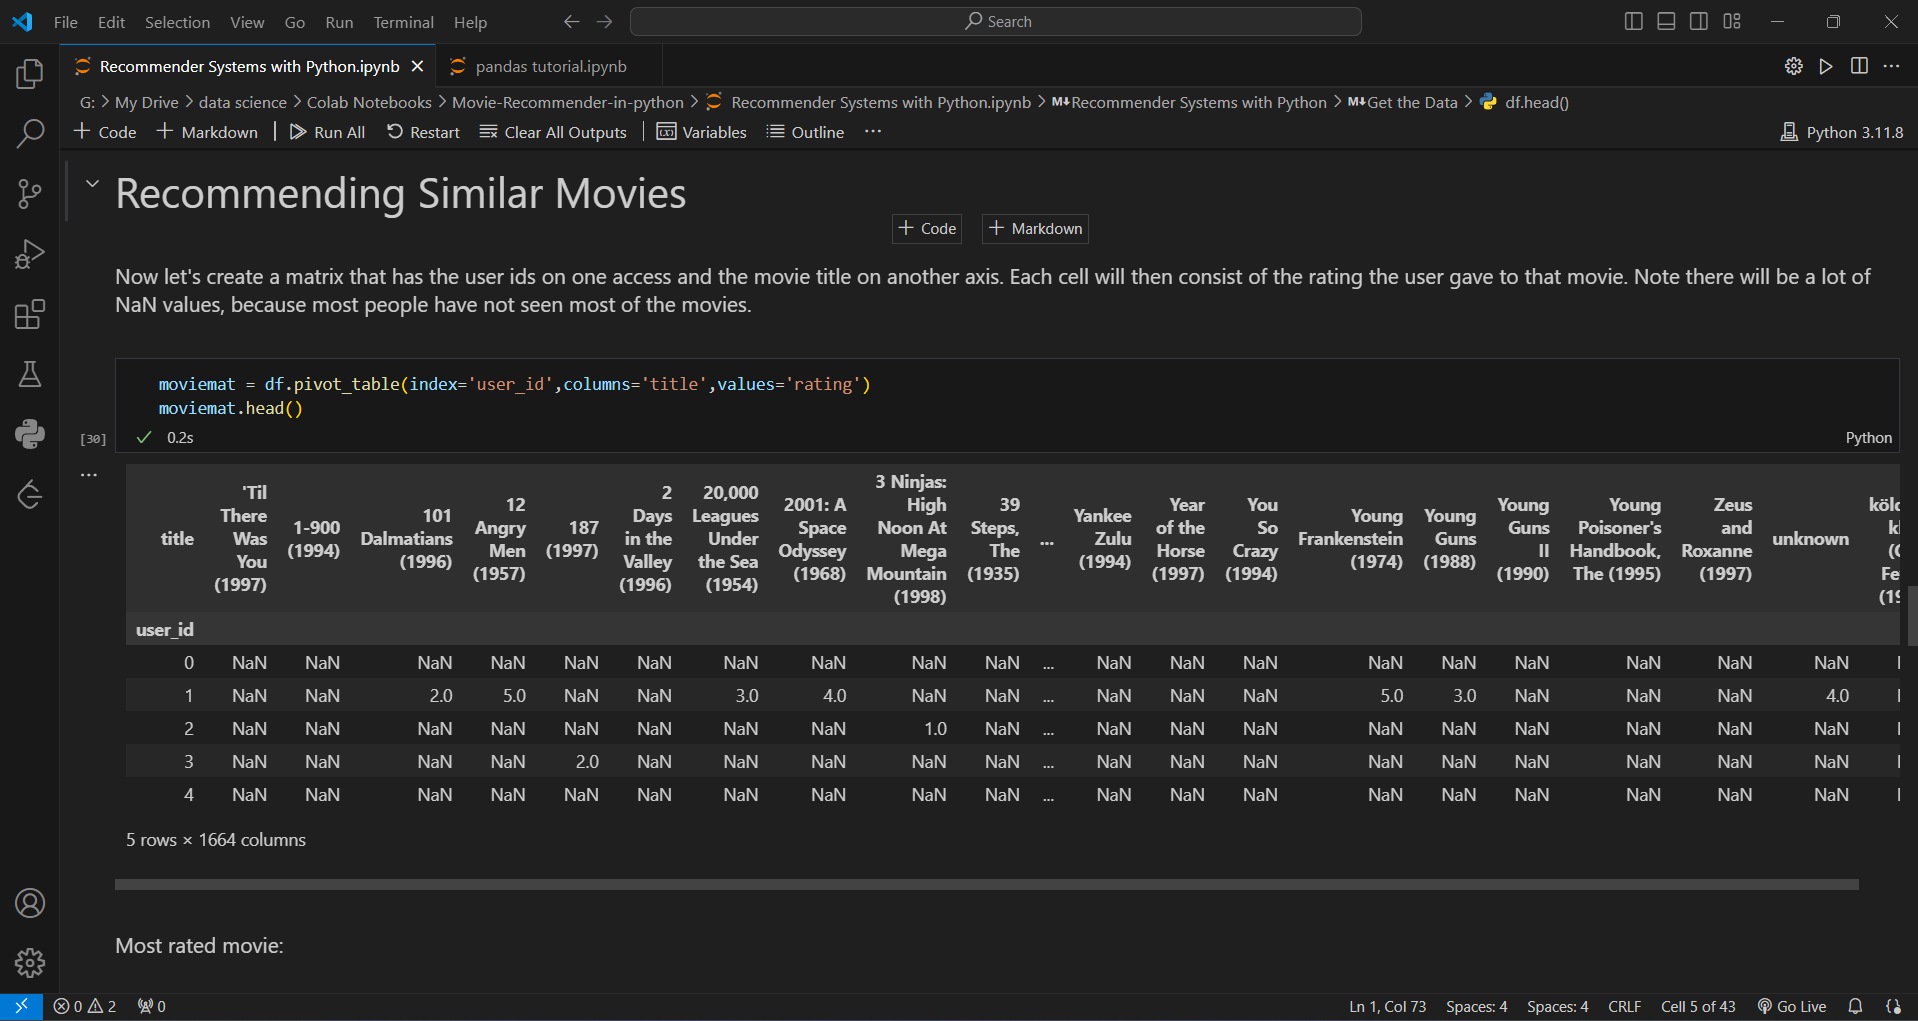 File Edit Selection View Go Run Terminal Help Search
Recommender Systems with Python.ipynb pandas tutorial.ipynb
G: > My Drive > data science > Colab Notebooks > Movie-Recommender-in-python > Recommender Systems with Python.ipynb > M↓Recommender Systems with Python > M↓Get the Data > df.head()
+ Code + Markdown | Run All Restart Clear All Outputs | Variables Outline ... Python 3.11.8
Recommending Similar Movies
+ Code + Markdown
Now let's create a matrix that has the user ids on one access and the movie title on another axis. Each cell will then consist of the rating the user gave to that movie. Note there will be a lot of
NaN values, because most people have not seen most of the movies.
moviemat = df.pivot_table(index='user_id',columns='title',values='rating')
moviemat.head()
[30] 0.2s Python
...
title 'Til There Was You (1997) 1-900 (1994) 101 Dalmatians (1996) 12 Angry Men (1957) 187 (1997) 2 Days in the Valley (1996) 20,000 Leagues Under the Sea (1954) 2001: A Space Odyssey (1968) 3 Ninjas: High Noon At Mega Mountain (1998) 39 Steps, The (1935) ... Yankee Zulu (1994) Year of the Horse (1997) You So Crazy (1994) Young Frankenstein (1974) Young Guns (1988) Young Guns II (1990) Young Poisoner's Handbook, The (1995) Zeus and Roxanne (1997) unknown
user_id
0 NaN NaN NaN NaN NaN NaN NaN NaN NaN NaN ... NaN NaN NaN NaN NaN NaN NaN NaN NaN
1 NaN NaN 2.0 5.0 NaN NaN 3.0 4.0 NaN NaN ... NaN NaN NaN 5.0 3.0 NaN NaN NaN 4.0
2 NaN NaN NaN NaN NaN NaN NaN NaN 1.0 NaN ... NaN NaN NaN NaN NaN NaN NaN NaN NaN
3 NaN NaN NaN NaN 2.0 NaN NaN NaN NaN NaN ... NaN NaN NaN NaN NaN NaN NaN NaN NaN
4 NaN NaN NaN NaN NaN NaN NaN NaN NaN NaN ... NaN NaN NaN NaN NaN NaN NaN NaN NaN
5 rows × 1664 columns
Most rated movie:
0 2 0 Ln 1, Col 73 Spaces: 4 Spaces: 4 CRLF Cell 5 of 43 Go Live